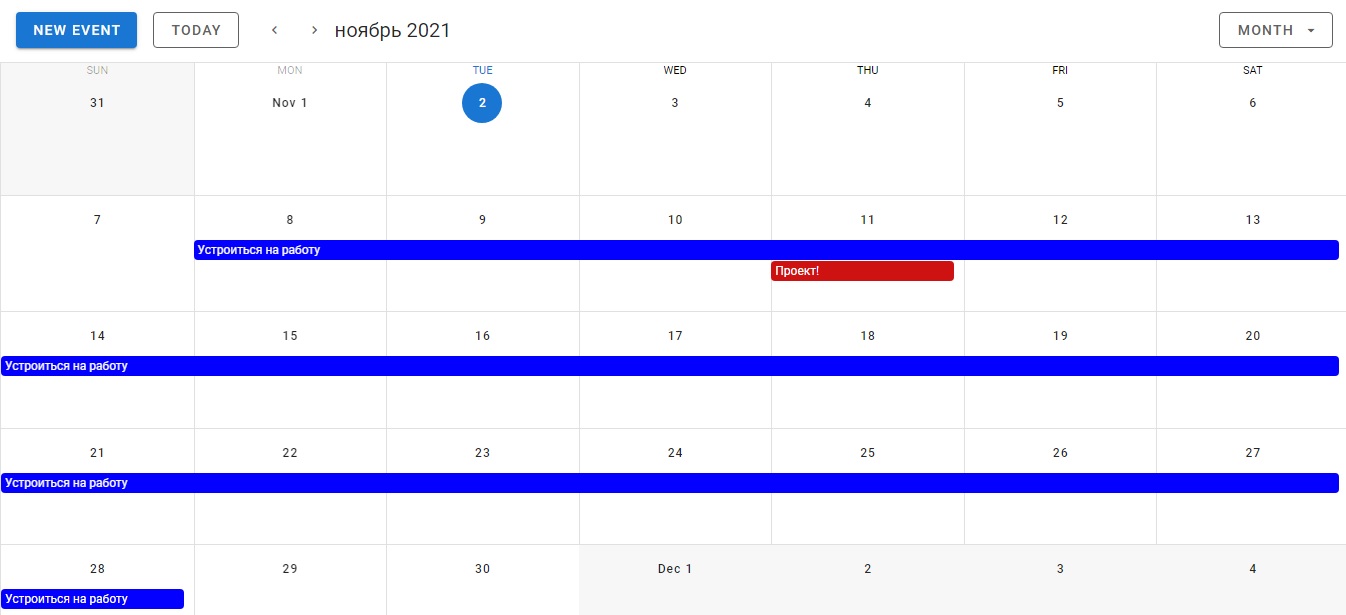 NEW EVENT TODAY ноябрь 2021 MONTH
SUN MON TUE WED THU FRI SAT
31 Nov 1 2 3 4 5 6
7 8 9 10 11 12 13
Устроиться на работу
Проект!
14 15 16 17 18 19 20
Устроиться на работу
21 22 23 24 25 26 27
Устроиться на работу
28 29 30 Dec 1 2 3 4
Устроиться на работу